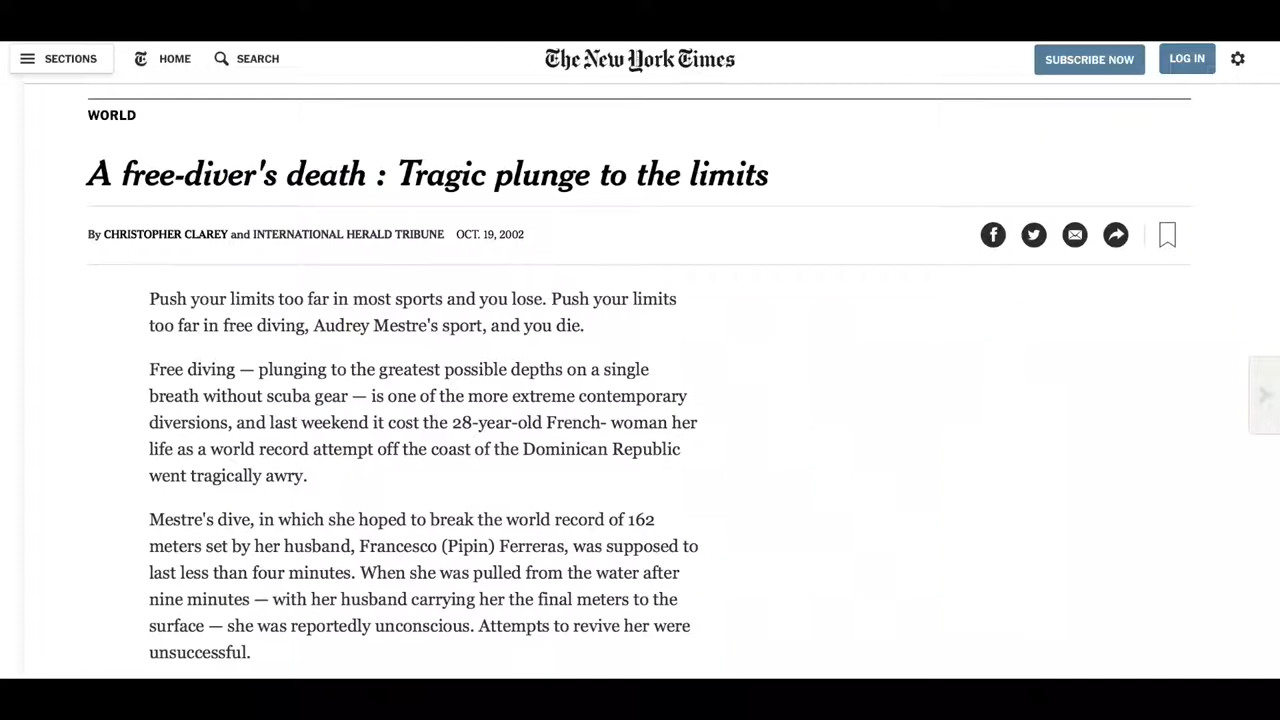 SECTIONS HOME SEARCH The New York Times SUBSCRIBE NOW LOG IN
WORLD
A free-diver's death : Tragic plunge to the limits
By CHRISTOPHER CLAREY and INTERNATIONAL HERALD TRIBUNE OCT. 19, 2002
Push your limits too far in most sports and you lose. Push your limits
too far in free diving, Audrey Mestre's sport, and you die.
Free diving — plunging to the greatest possible depths on a single
breath without scuba gear — is one of the more extreme contemporary
diversions, and last weekend it cost the 28-year-old French- woman her
life as a world record attempt off the coast of the Dominican Republic
went tragically awry.
Mestre's dive, in which she hoped to break the world record of 162
meters set by her husband, Francesco (Pipin) Ferreras, was supposed to
last less than four minutes. When she was pulled from the water after
nine minutes — with her husband carrying her the final meters to the
surface — she was reportedly unconscious. Attempts to revive her were
unsuccessful.